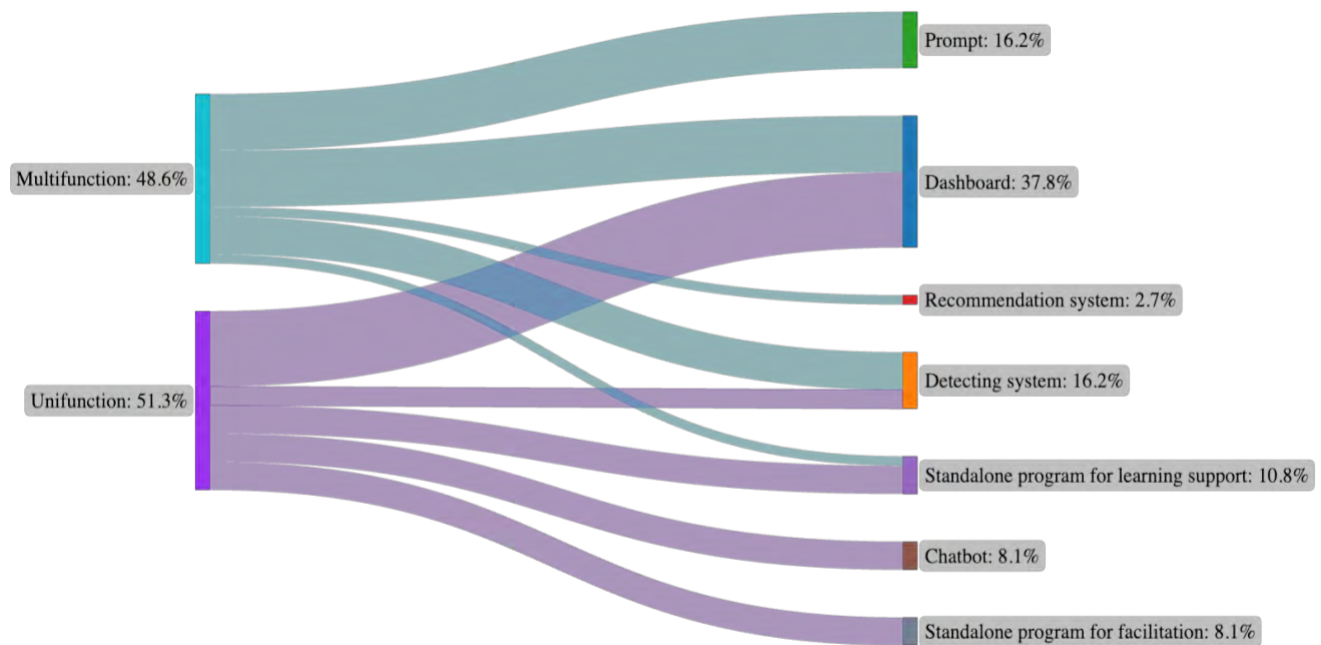 Multifunction: 48.6%
Unifunction: 51.3%
Prompt: 16.2%
Dashboard: 37.8%
Recommendation system: 2.7%
Detecting system: 16.2%
Standalone program for learning support: 10.8%
Chatbot: 8.1%
Standalone program for facilitation: 8.1%